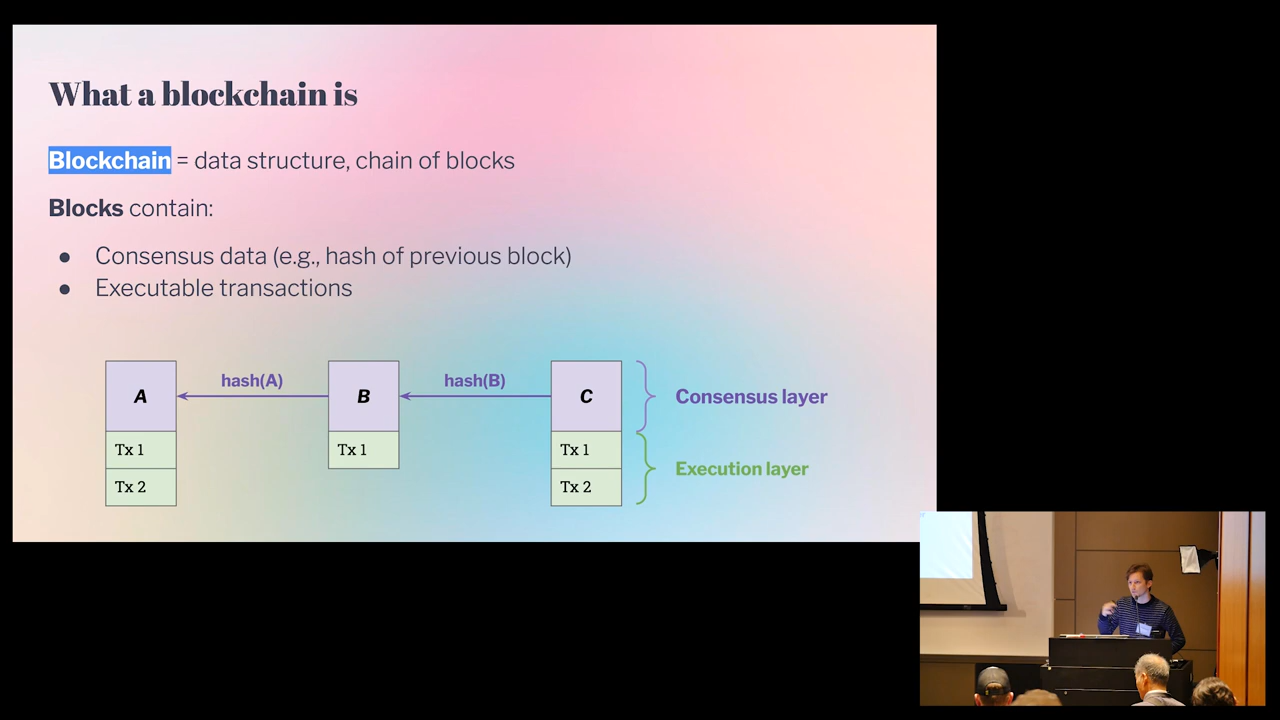 What a blockchain is
Blockchain = data structure, chain of blocks
Blocks contain:
● Consensus data (e.g., hash of previous block)
● Executable transactions
A
hash(A)
B
hash(B)
C
Consensus layer
Tx 1
Tx 1
Tx 1
Execution layer
Tx 2
Tx 2